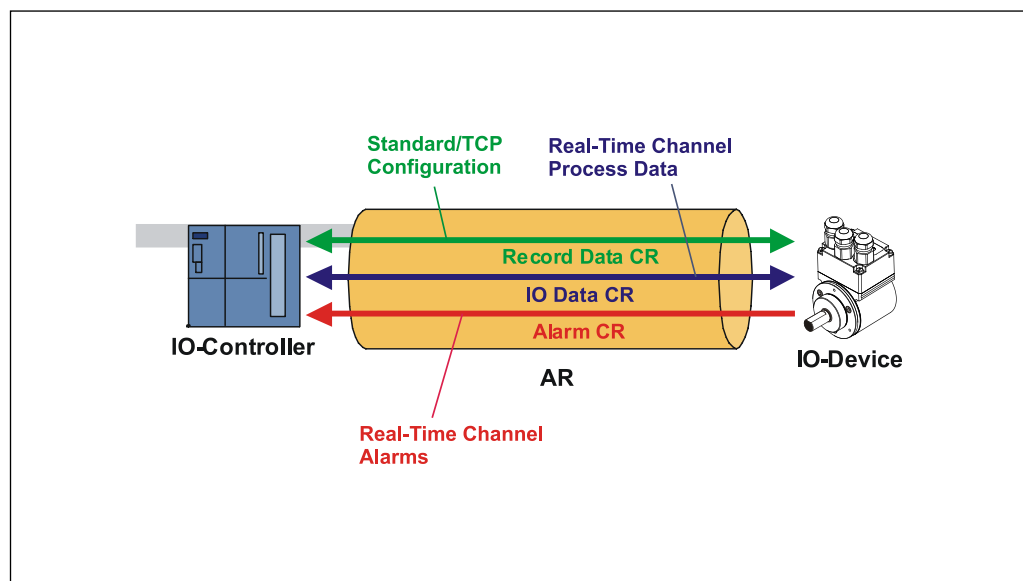 Standard/TCP
Configuration
Real-Time Channel
Process Data
Record Data CR
IO Data CR
Alarm CR
IO-Controller
IO-Device
AR
Real-Time Channel
Alarms